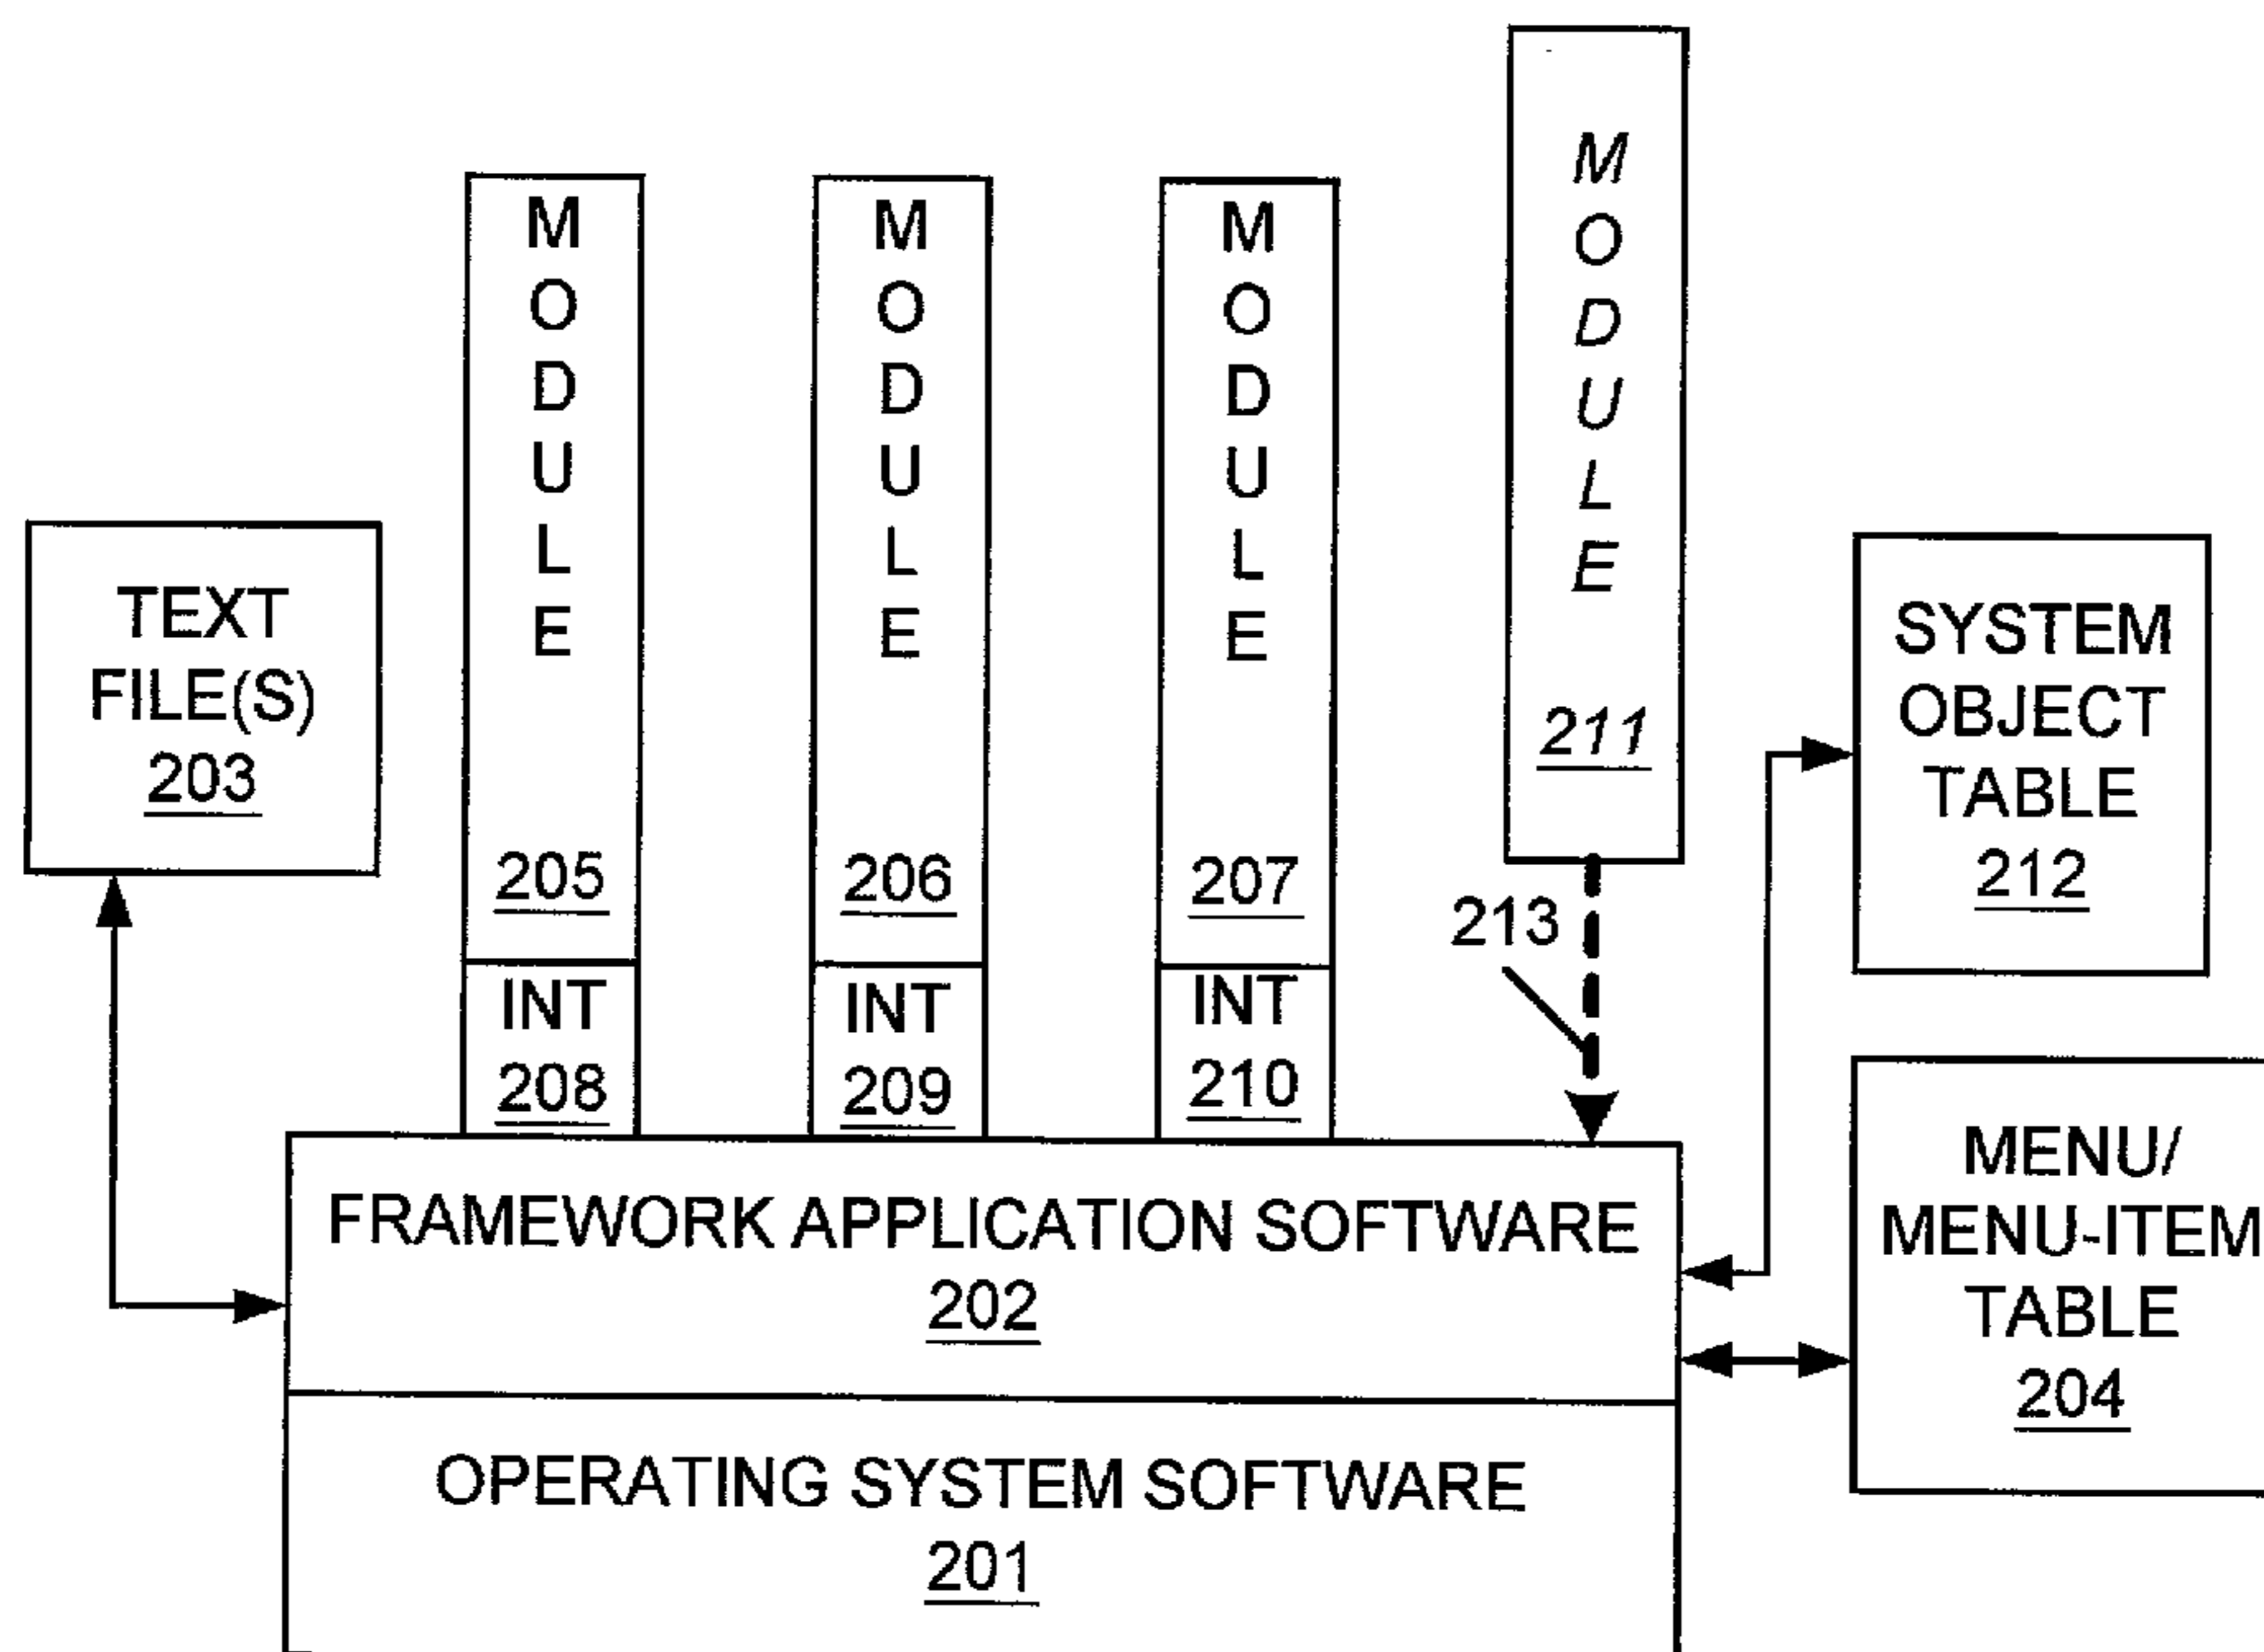 MODULE
205
MODULE
206
MODULE
207
MODULE
211
TEXT
FILE(S)
203
SYSTEM
OBJECT
TABLE
212
213
INT
208
INT
209
INT
210
MENU/
MENU-ITEM
TABLE
204
FRAMEWORK APPLICATION SOFTWARE
202
OPERATING SYSTEM SOFTWARE
201